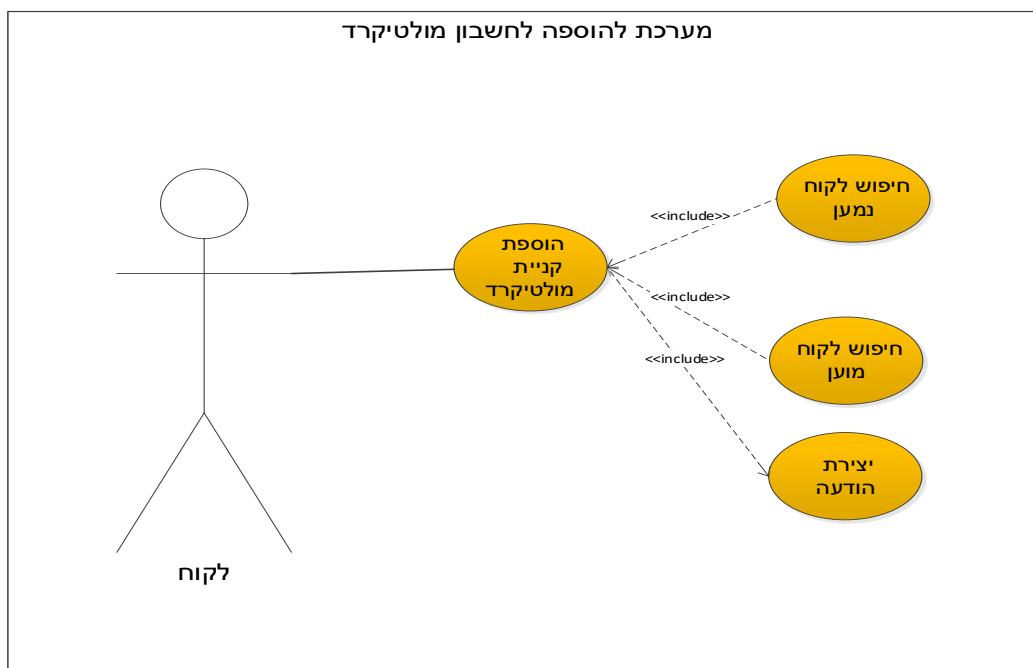 מערכת להוספה לחשבון מולטיקרד
חיפוש לקוח
נמען
<<include>>
הוספת
קניית
מולטיקרד
<<include>>
חיפוש לקוח
מוען
<<include>>
יצירת
הודעה
לקוח